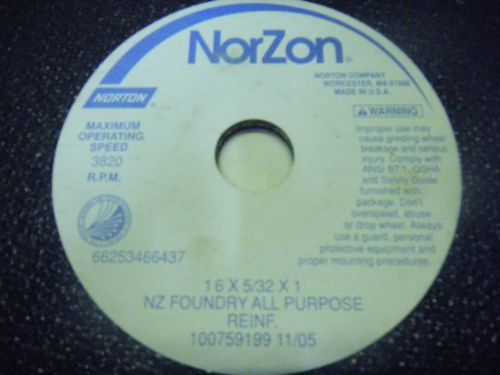 NorZon®
NORTON COMPANY
WORCESTER, MA 01606
MADE IN U.S.A.
NORTON®
MAXIMUM
OPERATING
SPEED
3820
R.P.M.
WARNING
Improper use may
cause grinding wheel
breakage and serious
injury. Comply with
ANSI B7.1, OSHA
and Safety Guide
furnished with
package. Don't
overspeed, abuse
or drop wheel. Always
use a guard, personal
protective equipment and
proper mounting procedures.
66253466437
16 X 5/32 X 1
NZ FOUNDRY ALL PURPOSE
REINF.
100759199 11/05